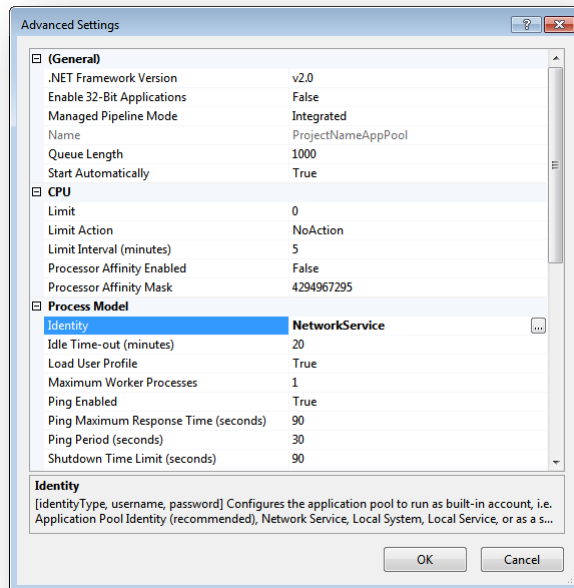 Advanced Settings
(General)
.NET Framework Version v2.0
Enable 32-Bit Applications False
Managed Pipeline Mode Integrated
Name ProjectNameAppPool
Queue Length 1000
Start Automatically True
CPU
Limit 0
Limit Action NoAction
Limit Interval (minutes) 5
Processor Affinity Enabled False
Processor Affinity Mask 4294967295
Process Model
Identity NetworkService ...
Idle Time-out (minutes) 20
Load User Profile True
Maximum Worker Processes 1
Ping Enabled True
Ping Maximum Response Time (seconds) 90
Ping Period (seconds) 30
Shutdown Time Limit (seconds) 90
Identity
[identityType, username, password] Configures the application pool to run as built-in account, i.e.
Application Pool Identity (recommended), Network Service, Local System, Local Service, or as a s...
OK Cancel